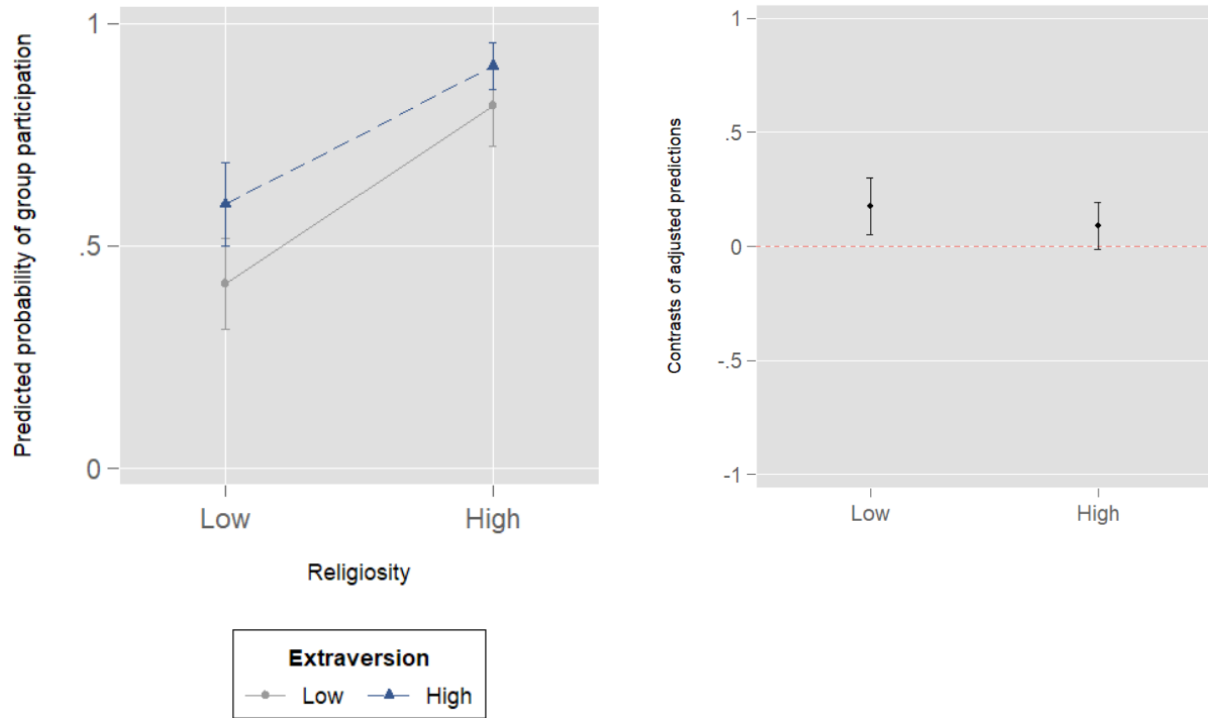 Predicted probability of group participation
1
.5
0
Low High
Religiosity
Extraversion
Low High
Contrasts of adjusted predictions
1
.5
0
-.5
-1
Low High